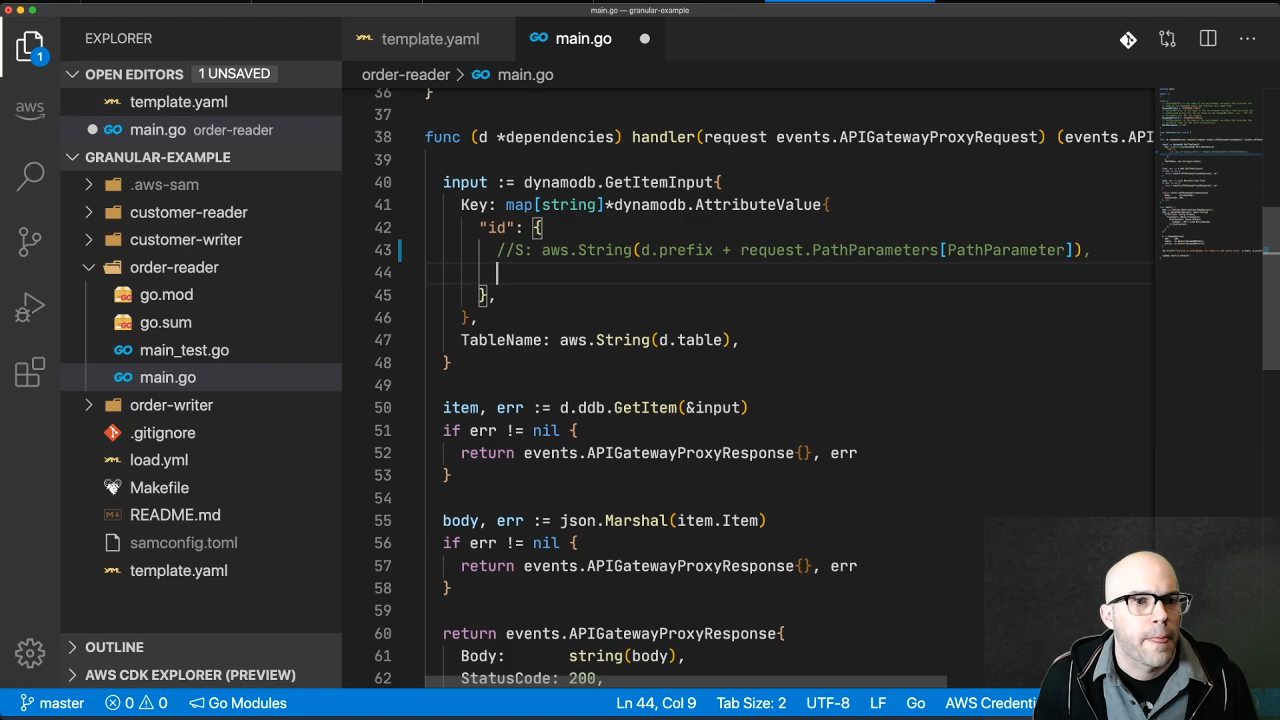 main.go — granular-example
EXPLORER
template.yaml
main.go
OPEN EDITORS 1 UNSAVED
template.yaml
main.go order-reader
GRANULAR-EXAMPLE
.aws-sam
customer-reader
customer-writer
order-reader
go.mod
go.sum
main_test.go
main.go
order-writer
.gitignore
load.yml
Makefile
README.md
samconfig.toml
template.yaml
OUTLINE
AWS CDK EXPLORER (PREVIEW)
1
aws
order-reader > main.go
36 }
37
38 func (d *dependencies) handler(request events.APIGatewayProxyRequest) (events.API
39
40 input := dynamodb.GetItemInput{
41 Key: map[string]*dynamodb.AttributeValue{
42 "id": {
43 //S: aws.String(d.prefix + request.PathParameters[PathParameter]),
44
45 },
46 },
47 TableName: aws.String(d.table),
48 }
49
50 item, err := d.ddb.GetItem(&input)
51 if err != nil {
52 return events.APIGatewayProxyResponse{}, err
53 }
54
55 body, err := json.Marshal(item.Item)
56 if err != nil {
57 return events.APIGatewayProxyResponse{}, err
58 }
59
60 return events.APIGatewayProxyResponse{
61 Body: string(body),
62 StatusCode: 200,
master 0 0 Go Modules Ln 44, Col 9 Tab Size: 2 UTF-8 LF Go AWS Credenti